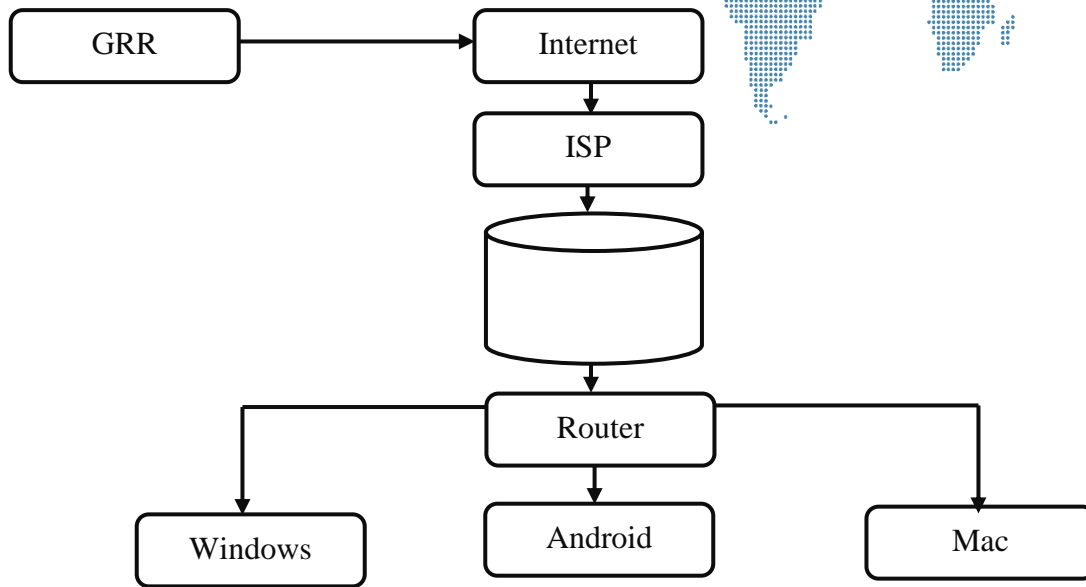 GRR
Internet
ISP
Router
Windows
Android
Mac